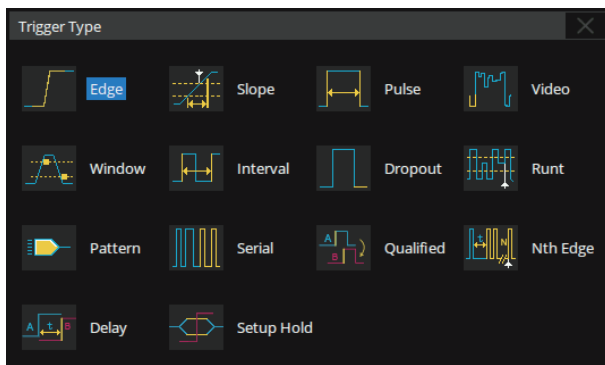 Trigger Type
Edge Slope Pulse Video
Window Interval Dropout Runt
Pattern Serial A B Qualified t N Nth Edge
A t B Delay Setup Hold